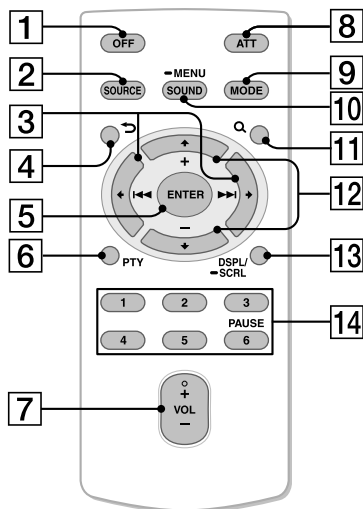 1
8
OFF
ATT
2
9
MENU
SOURCE
SOUND
MODE
3
10
4
11
+
5
ENTER
12
−
6
PTY
DSPL/
SCRL
13
1
2
3
PAUSE
14
4
5
6
7
+
VOL
−